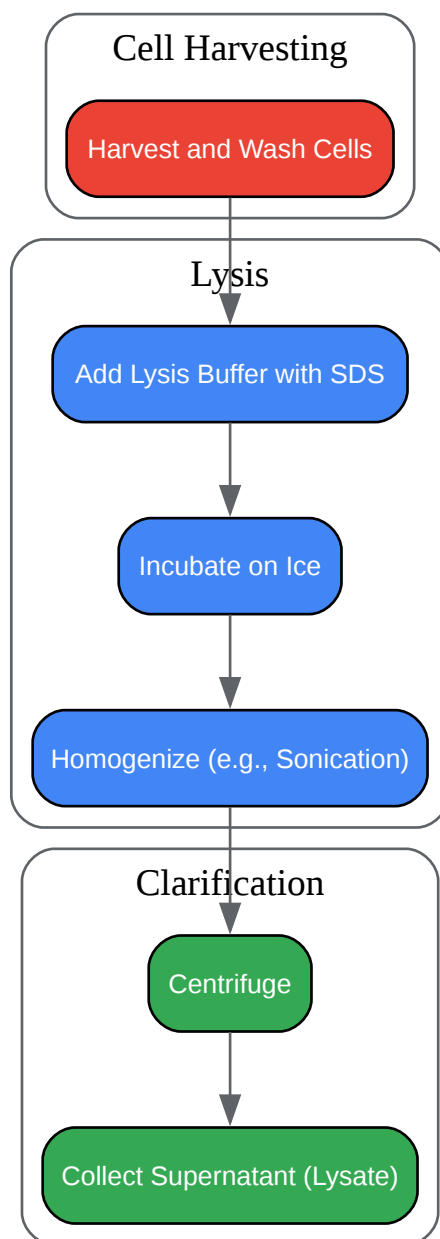 Cell Harvesting
Harvest and Wash Cells
Lysis
Add Lysis Buffer with SDS
Incubate on Ice
Homogenize (e.g., Sonication)
Clarification
Centrifuge
Collect Supernatant (Lysate)